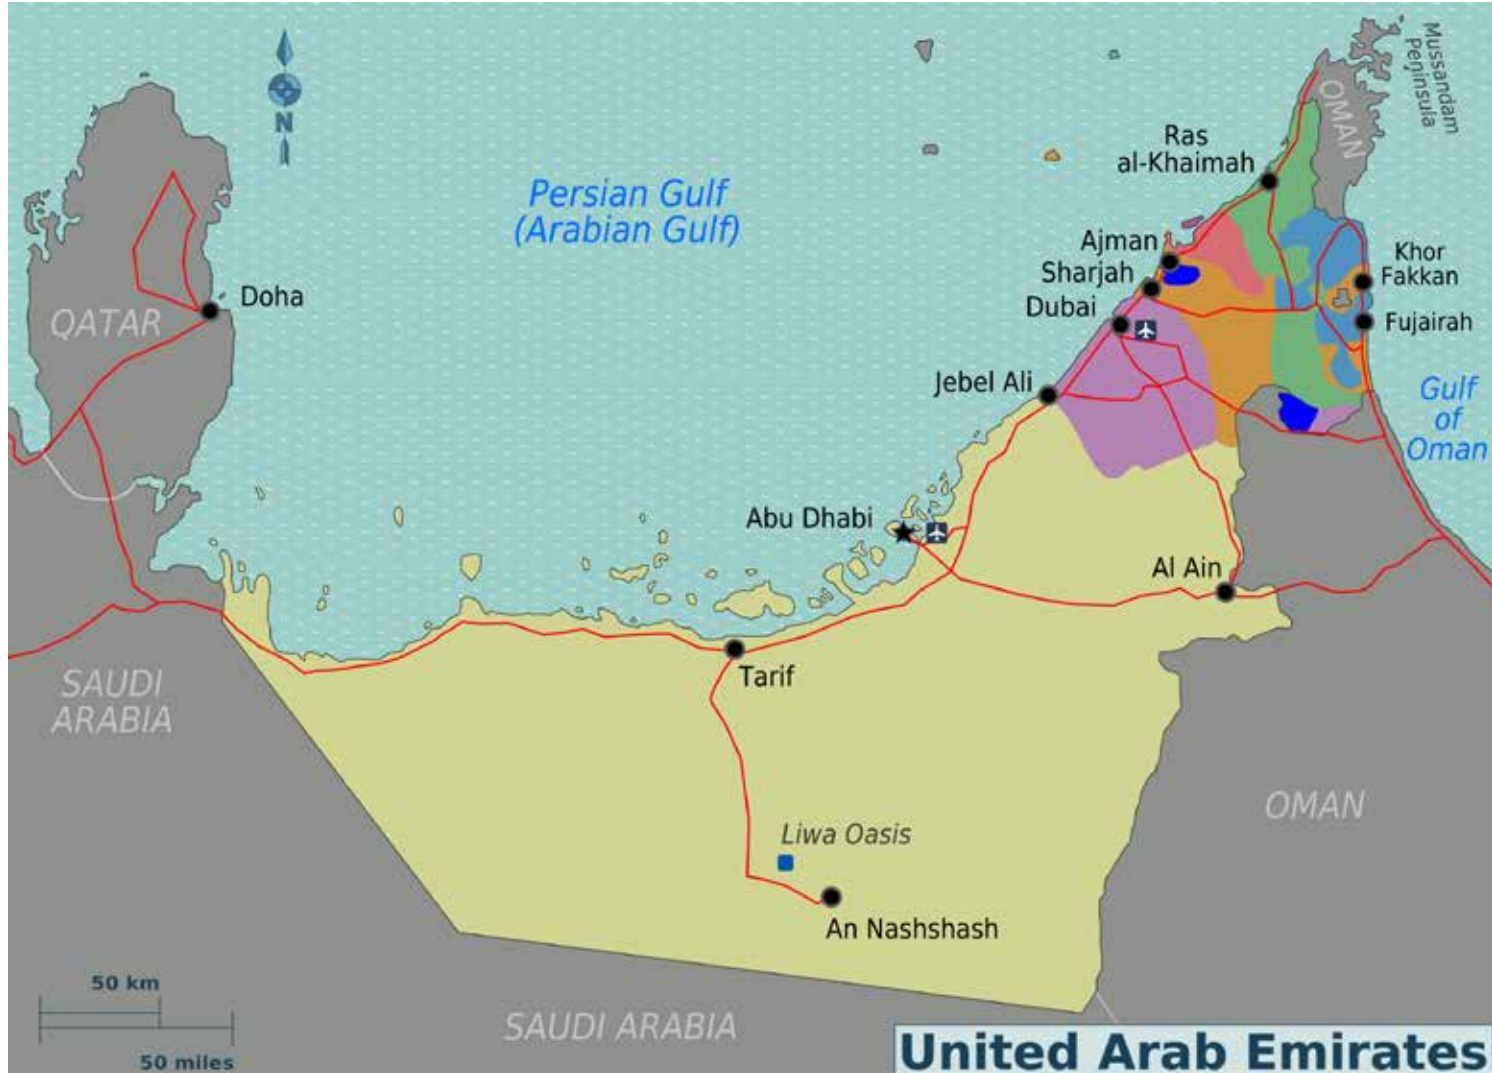 Mussandam
Peninsula
OMAN
N
Ras
al-Khaimah
Persian Gulf
(Arabian Gulf)
Ajman
Khor
Fakkan
Sharjah
Doha
Dubai
QATAR
Fujairah
Jebel Ali
Gulf
of
Oman
Abu Dhabi
Al Ain
Tarif
SAUDI
ARABIA
OMAN
Liwa Oasis
An Nashshash
50 km
50 miles
SAUDI ARABIA
United Arab Emirates